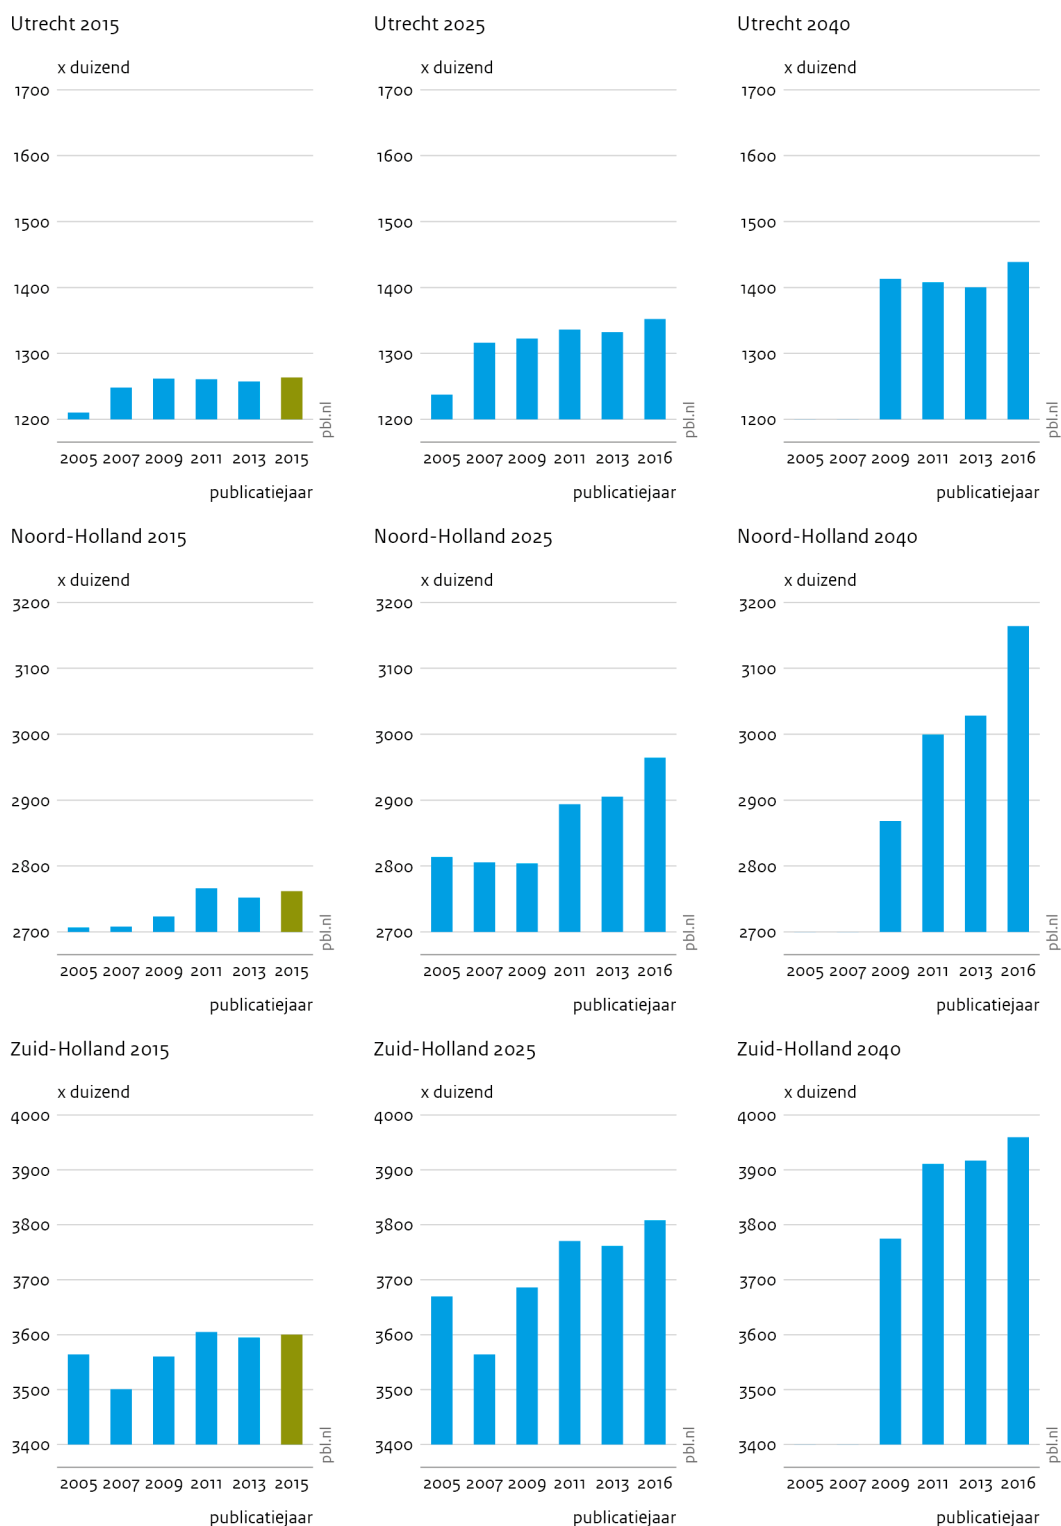 Utrecht 2015
x duizend
1700
1600
1500
1400
1300
1200
2005 2007 2009 2011 2013 2015
publicatiejaar
pbl.nl
Utrecht 2025
x duizend
1700
1600
1500
1400
1300
1200
2005 2007 2009 2011 2013 2016
publicatiejaar
pbl.nl
Utrecht 2040
x duizend
1700
1600
1500
1400
1300
1200
2005 2007 2009 2011 2013 2016
publicatiejaar
pbl.nl
Noord-Holland 2015
x duizend
3200
3100
3000
2900
2800
2700
2005 2007 2009 2011 2013 2015
publicatiejaar
pbl.nl
Noord-Holland 2025
x duizend
3200
3100
3000
2900
2800
2700
2005 2007 2009 2011 2013 2016
publicatiejaar
pbl.nl
Noord-Holland 2040
x duizend
3200
3100
3000
2900
2800
2700
2005 2007 2009 2011 2013 2016
publicatiejaar
pbl.nl
Zuid-Holland 2015
x duizend
4000
3900
3800
3700
3600
3500
3400
2005 2007 2009 2011 2013 2015
publicatiejaar
pbl.nl
Zuid-Holland 2025
x duizend
4000
3900
3800
3700
3600
3500
3400
2005 2007 2009 2011 2013 2016
publicatiejaar
pbl.nl
Zuid-Holland 2040
x duizend
4000
3900
3800
3700
3600
3500
3400
2005 2007 2009 2011 2013 2016
publicatiejaar
pbl.nl